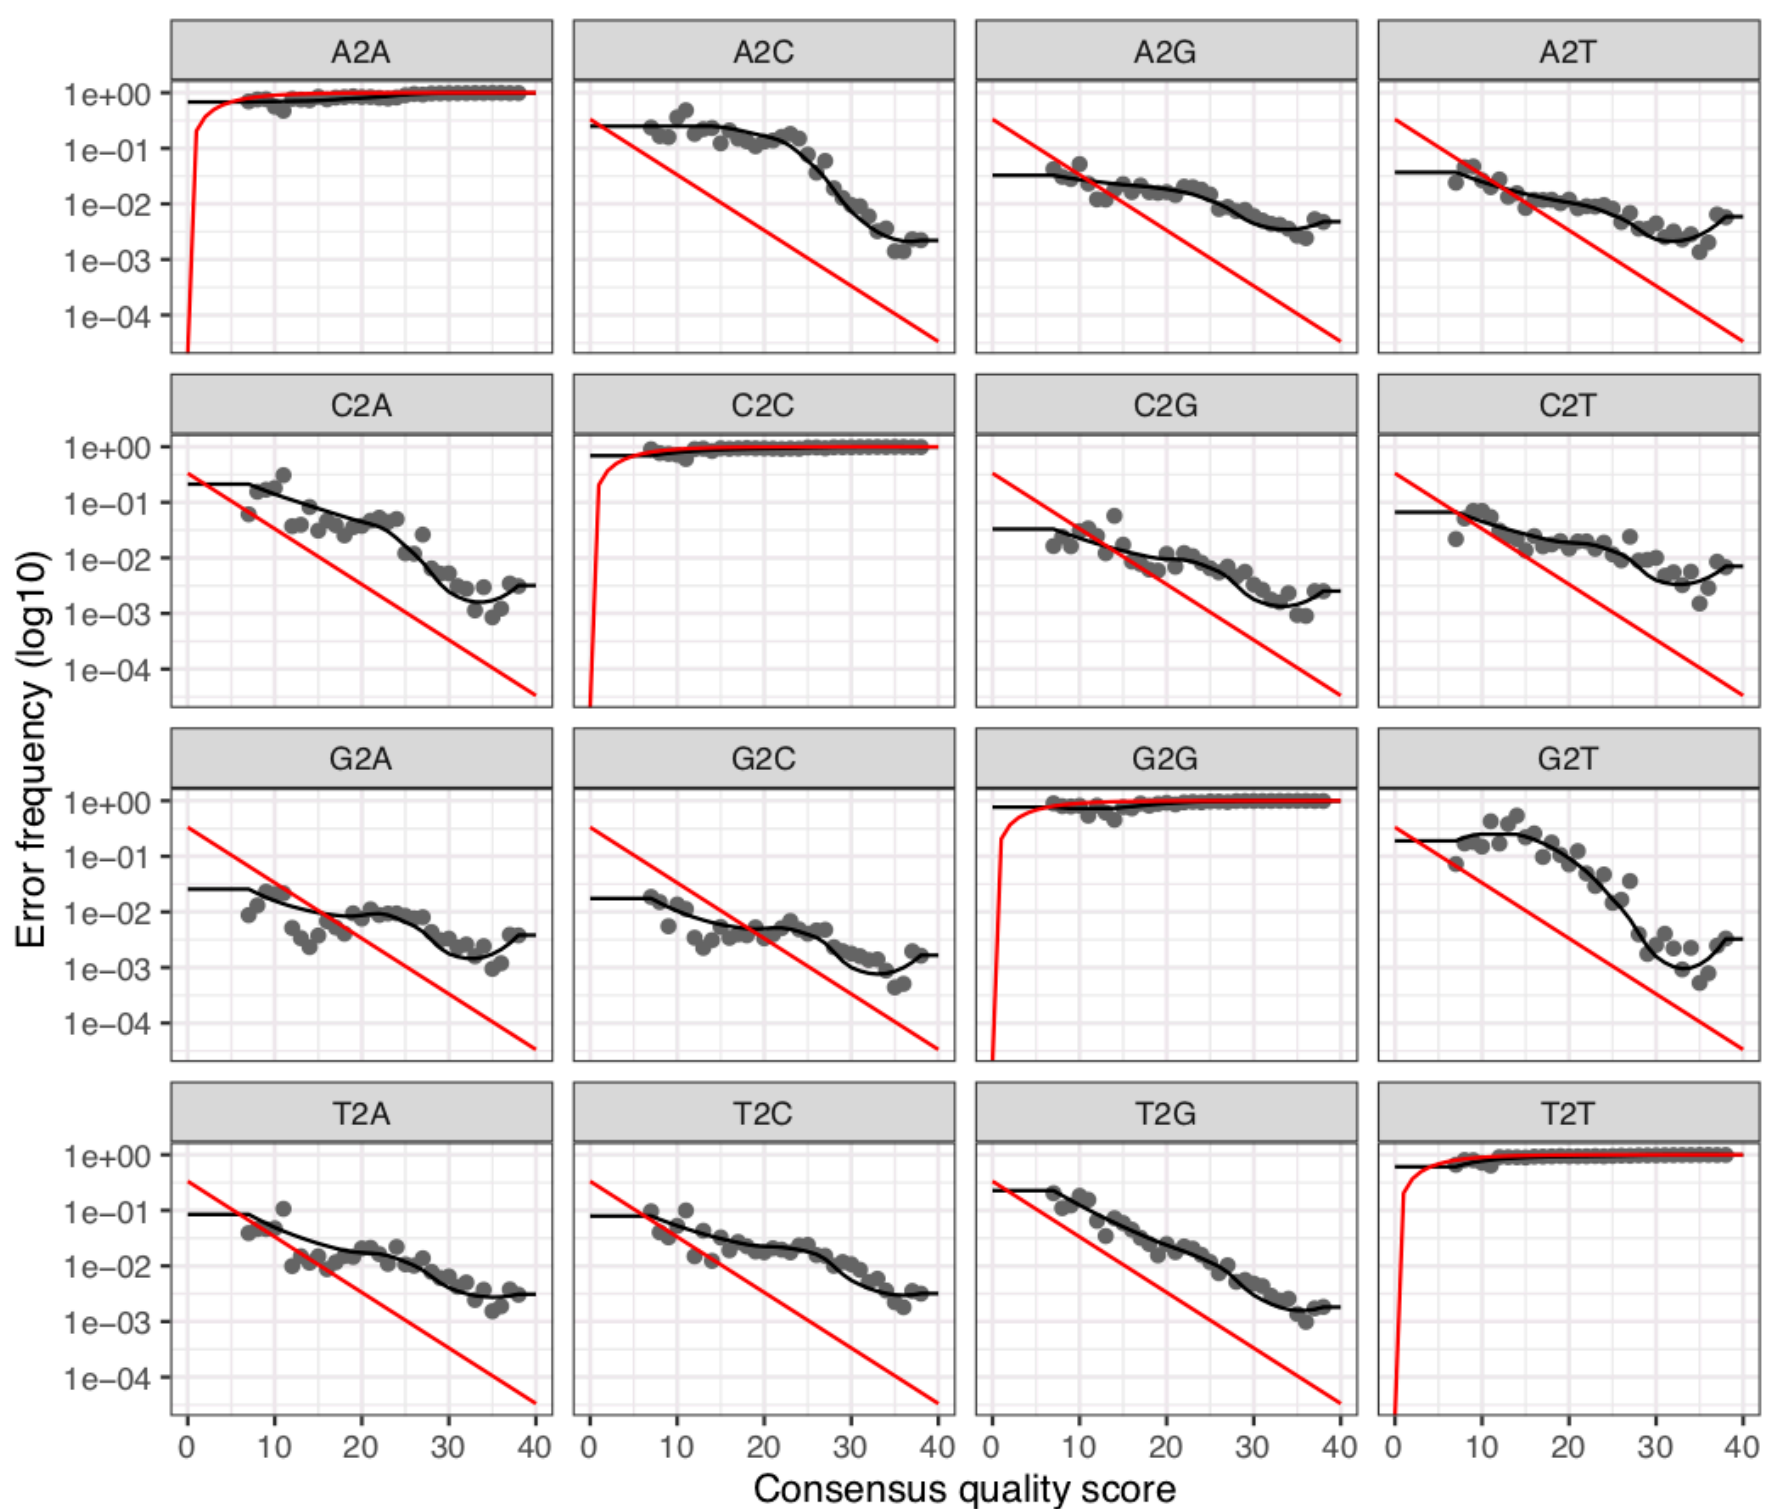 A2A A2C A2G A2T
1e+00
1e−01
1e−02
1e−03
1e−04
C2A C2C C2G C2T
1e+00
1e−01
1e−02
1e−03
1e−04
G2A G2C G2G G2T
1e+00
1e−01
1e−02
1e−03
1e−04
T2A T2C T2G T2T
1e+00
1e−01
1e−02
1e−03
1e−04
Error frequency (log10)
0 10 20 30 40 0 10 20 30 40 0 10 20 30 40 0 10 20 30 40
Consensus quality score